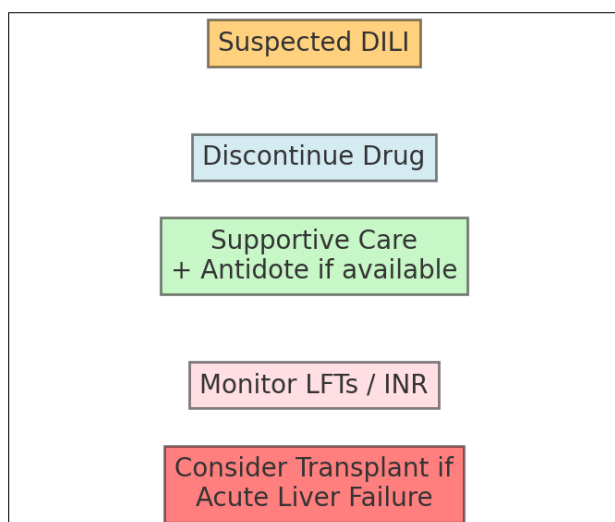 Suspected DILI
Discontinue Drug
Supportive Care
+ Antidote if available
Monitor LFTs / INR
Consider Transplant if
Acute Liver Failure